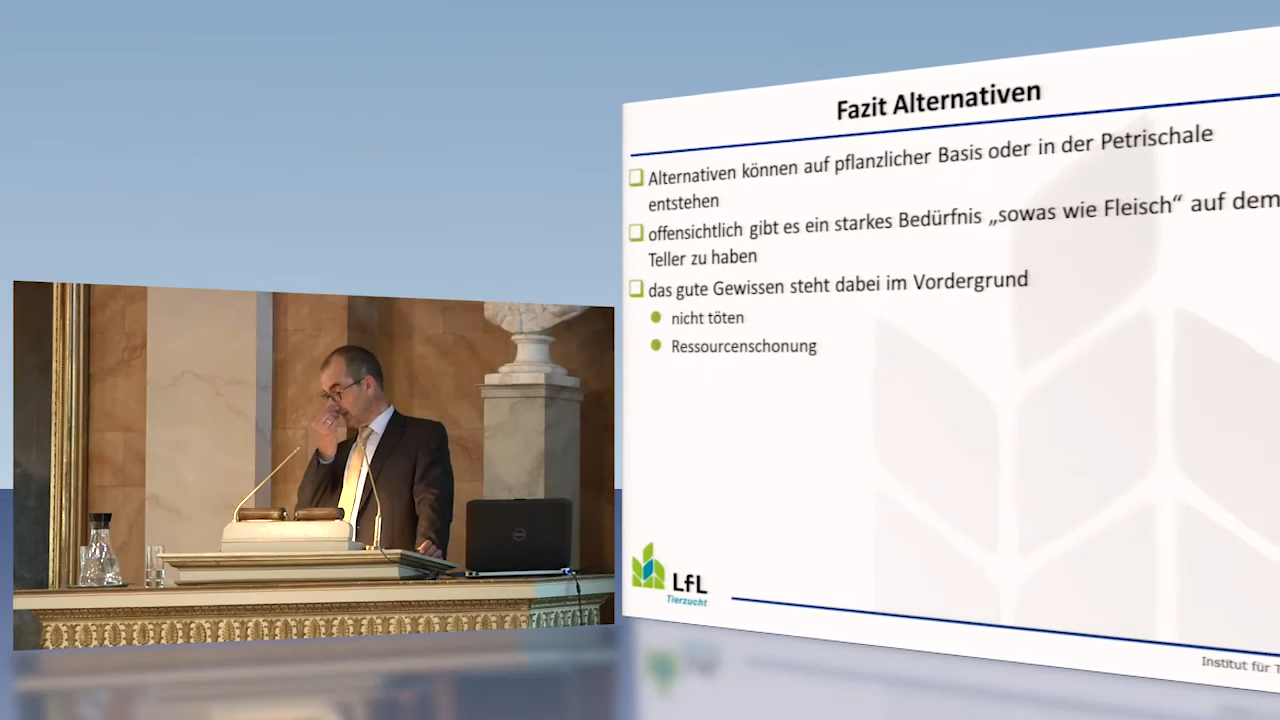 Fazit Alternativen
Alternativen können auf pflanzlicher Basis oder in der Petrischale
entstehen
offensichtlich gibt es ein starkes Bedürfnis „sowas wie Fleisch“ auf dem
Teller zu haben
das gute Gewissen steht dabei im Vordergrund
nicht töten
Ressourcenschonung
LfL
Tierzucht
Institut für T